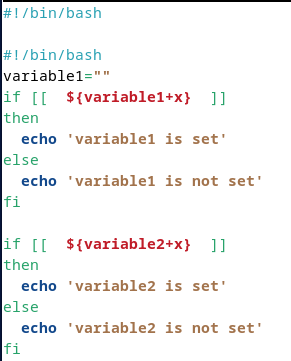 #!/bin/bash

#!/bin/bash
variable1=""
if [[  ${variable1+x}  ]]
then
  echo 'variable1 is set'
else
  echo 'variable1 is not set'
fi

if [[  ${variable2+x}  ]]
then
  echo 'variable2 is set'
else
  echo 'variable2 is not set'
fi